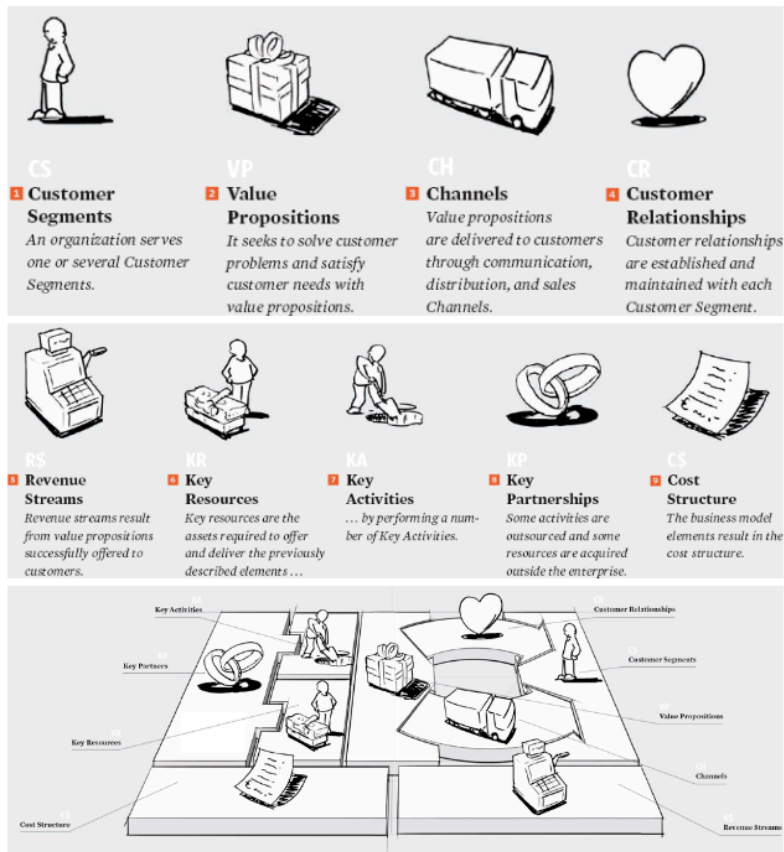 CS
1 Customer
Segments
An organization serves
one or several Customer
Segments.
VP
2 Value
Propositions
It seeks to solve customer
problems and satisfy
customer needs with
value propositions.
CH
3 Channels
Value propositions
are delivered to customers
through communication,
distribution, and sales
Channels.
CR
4 Customer
Relationships
Customer relationships
are established and
maintained with each
Customer Segment.
R$
5 Revenue
Streams
Revenue streams result
from value propositions
successfully offered to
customers.
KR
6 Key
Resources
Key resources are the
assets required to offer
and deliver the previously
described elements ...
KA
7 Key
Activities
... by performing a num-
ber of Key Activities.
KP
8 Key
Partnerships
Some activities are
outsourced and some
resources are acquired
outside the enterprise.
C$
9 Cost
Structure
The business model
elements result in the
cost structure.
KA
Key Activities
CR
Customer Relationships
KP
Key Partners
CS
Customer Segments
VP
Value Propositions
KR
Key Resources
CH
Channels
C$
Cost Structure
R$
Revenue Streams